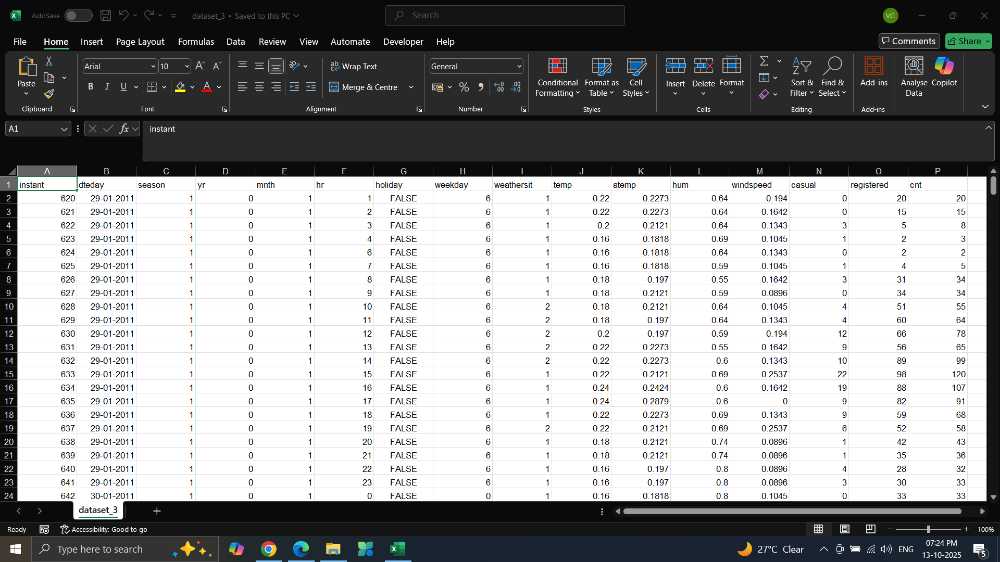 AutoSave dataset_3 • Saved to this PC Search VG
File Home Insert Page Layout Formulas Data Review View Automate Developer Help Comments Share
Paste Arial 10 Wrap Text General Conditional Formatting Format as Table Cell Styles Insert Delete Format Sort & Filter Find & Select Add-ins Analyse Data Copilot
B I U A Merge & Centre
Clipboard Font Alignment Number Styles Cells Editing Add-ins
A1 fx instant
A B C D E F G H I J K L M N O P
1 instant dteday season yr mnth hr holiday weekday weathersit temp atemp hum windspeed casual registered cnt
2 620 29-01-2011 1 0 1 1 FALSE 6 1 0.22 0.2273 0.64 0.194 0 20 20
3 621 29-01-2011 1 0 1 2 FALSE 6 1 0.22 0.2273 0.64 0.1642 0 15 15
4 622 29-01-2011 1 0 1 3 FALSE 6 1 0.2 0.2121 0.64 0.1343 3 5 8
5 623 29-01-2011 1 0 1 4 FALSE 6 1 0.16 0.1818 0.69 0.1045 1 2 3
6 624 29-01-2011 1 0 1 6 FALSE 6 1 0.16 0.1818 0.64 0.1343 0 2 2
7 625 29-01-2011 1 0 1 7 FALSE 6 1 0.16 0.1818 0.59 0.1045 1 4 5
8 626 29-01-2011 1 0 1 8 FALSE 6 1 0.18 0.197 0.55 0.1642 3 31 34
9 627 29-01-2011 1 0 1 9 FALSE 6 1 0.18 0.2121 0.59 0.0896 0 34 34
10 628 29-01-2011 1 0 1 10 FALSE 6 2 0.18 0.2121 0.64 0.1045 4 51 55
11 629 29-01-2011 1 0 1 11 FALSE 6 2 0.18 0.197 0.64 0.1343 4 60 64
12 630 29-01-2011 1 0 1 12 FALSE 6 2 0.2 0.197 0.59 0.194 12 66 78
13 631 29-01-2011 1 0 1 13 FALSE 6 2 0.22 0.2273 0.55 0.1642 9 56 65
14 632 29-01-2011 1 0 1 14 FALSE 6 2 0.22 0.2273 0.6 0.1343 10 89 99
15 633 29-01-2011 1 0 1 15 FALSE 6 1 0.22 0.2121 0.69 0.2537 22 98 120
16 634 29-01-2011 1 0 1 16 FALSE 6 1 0.24 0.2424 0.6 0.1642 19 88 107
17 635 29-01-2011 1 0 1 17 FALSE 6 1 0.24 0.2879 0.6 0 9 82 91
18 636 29-01-2011 1 0 1 18 FALSE 6 1 0.22 0.2273 0.69 0.1343 9 59 68
19 637 29-01-2011 1 0 1 19 FALSE 6 2 0.22 0.2121 0.69 0.2537 6 52 58
20 638 29-01-2011 1 0 1 20 FALSE 6 1 0.18 0.2121 0.74 0.0896 1 42 43
21 639 29-01-2011 1 0 1 21 FALSE 6 1 0.18 0.2121 0.74 0.0896 1 35 36
22 640 29-01-2011 1 0 1 22 FALSE 6 1 0.16 0.197 0.8 0.0896 4 28 32
23 641 29-01-2011 1 0 1 23 FALSE 6 1 0.16 0.197 0.8 0.0896 3 30 33
24 642 30-01-2011 1 0 1 0 FALSE 0 1 0.16 0.1818 0.8 0.1045 0 33 33
dataset_3
Ready Accessibility: Good to go 100%
Type here to search 27°C Clear ENG 07:24 PM
13-10-2025 5